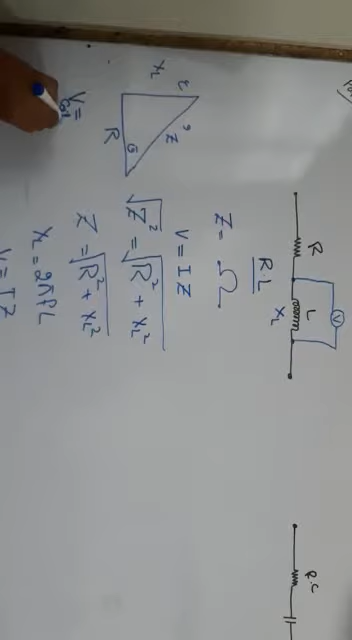 R
L
V
XL
R.L
Z = Ω
V = I Z
√Z² = √R² + XL²
Z = √R² + XL²
XL = 2πFL
V = I Z
XL
R
Z
θ
V =
R.C